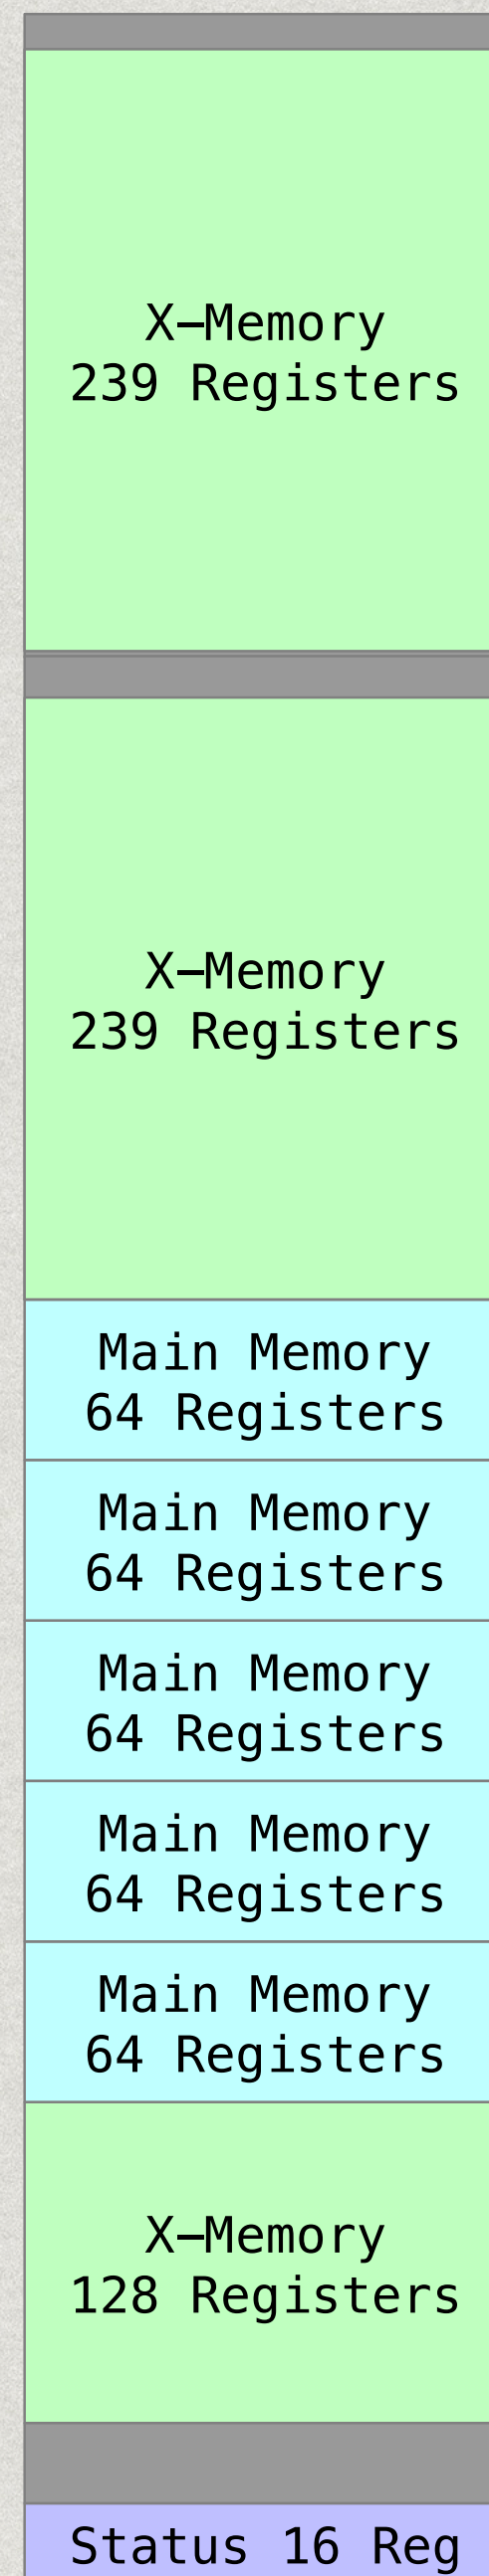 X–Memory
239 Registers
X–Memory
239 Registers
Main Memory
64 Registers
Main Memory
64 Registers
Main Memory
64 Registers
Main Memory
64 Registers
Main Memory
64 Registers
X–Memory
128 Registers
Status 16 Reg